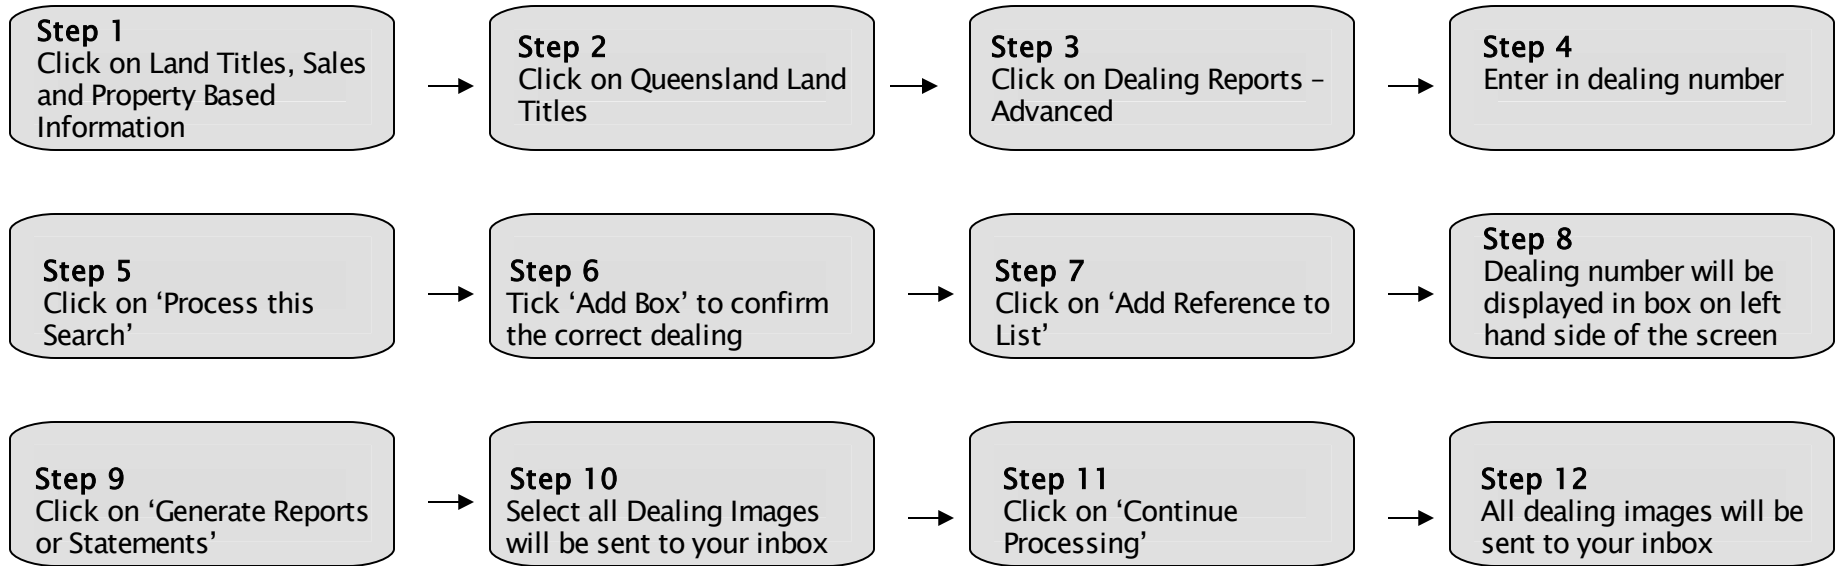 Step 1
Click on Land Titles, Sales
and Property Based
Information
Step 2
Click on Queensland Land
Titles
Step 3
Click on Dealing Reports –
Advanced
Step 4
Enter in dealing number
Step 5
Click on ‘Process this
Search’
Step 6
Tick ‘Add Box’ to confirm
the correct dealing
Step 7
Click on ‘Add Reference to
List’
Step 8
Dealing number will be
displayed in box on left
hand side of the screen
Step 9
Click on ‘Generate Reports
or Statements’
Step 10
Select all Dealing Images
will be sent to your inbox
Step 11
Click on ‘Continue
Processing’
Step 12
All dealing images will be
sent to your inbox